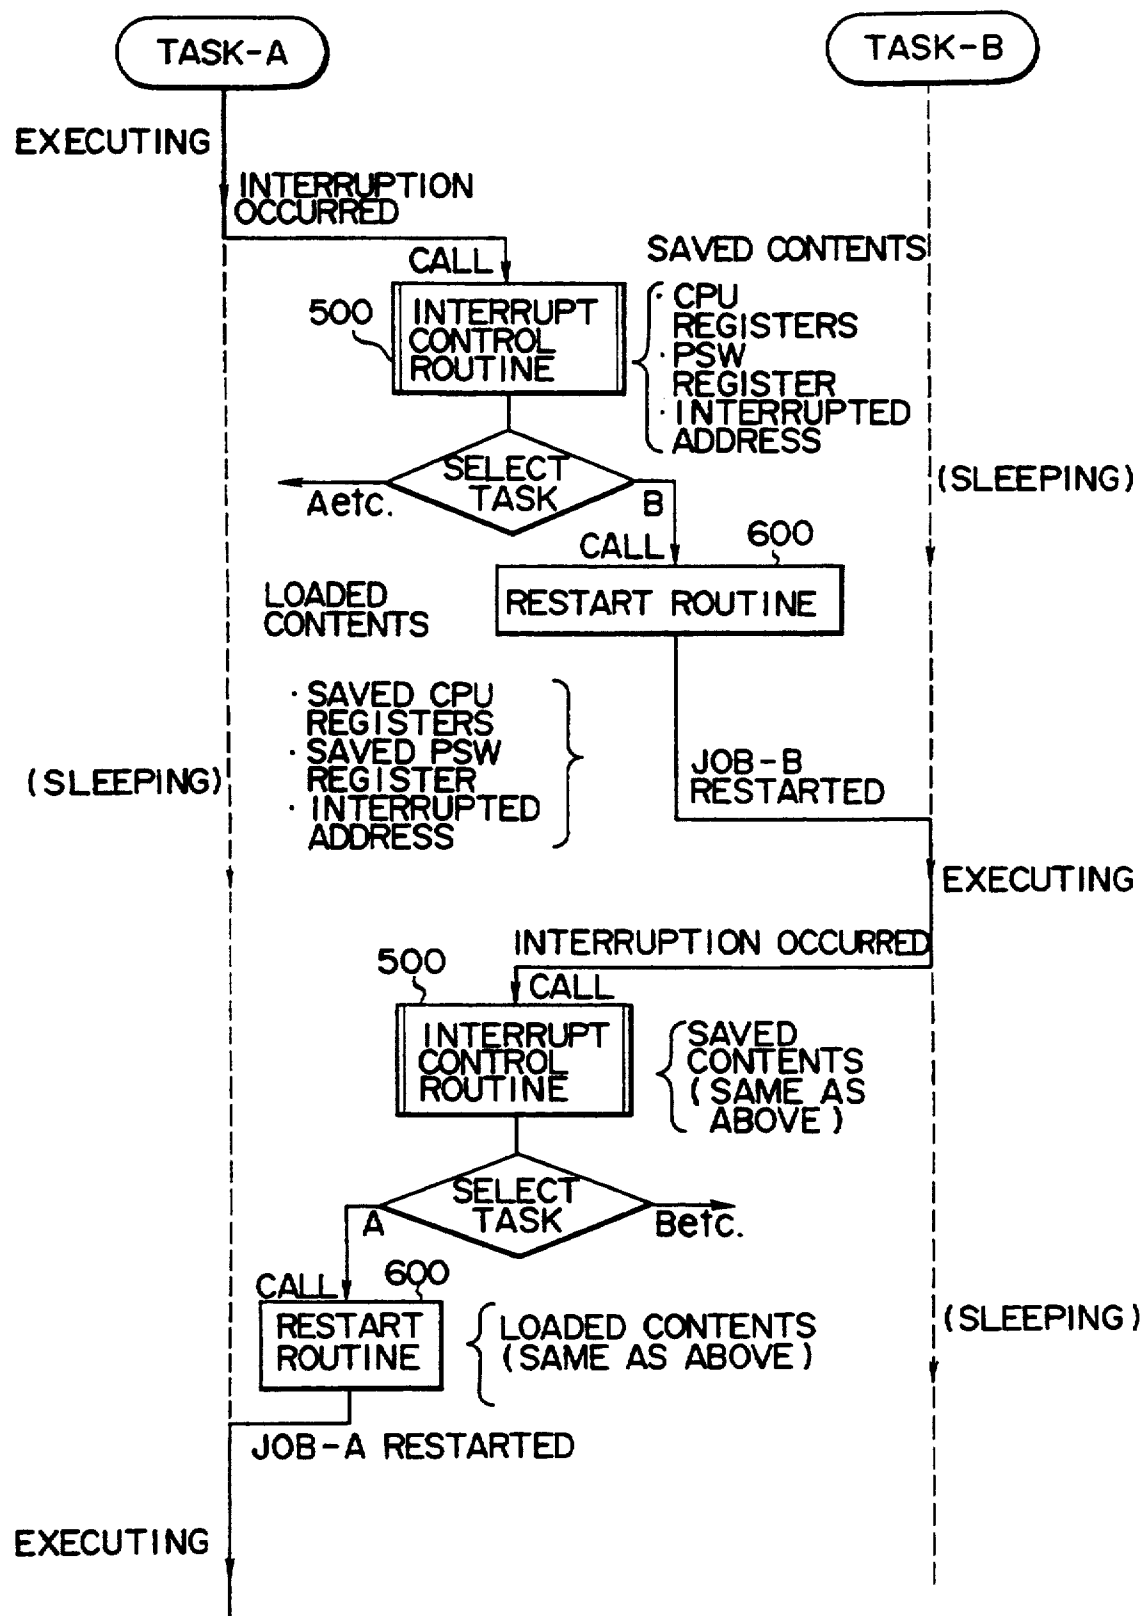 TASK-A
TASK-B
EXECUTING
INTERRUPTION
OCCURRED
CALL
SAVED CONTENTS
500
INTERRUPT
CONTROL
ROUTINE
· CPU
REGISTERS
· PSW
REGISTER
· INTERRUPTED
ADDRESS
SELECT
TASK
Aetc.
B
(SLEEPING)
CALL
600
RESTART ROUTINE
LOADED
CONTENTS
· SAVED CPU
REGISTERS
· SAVED PSW
REGISTER
· INTERRUPTED
ADDRESS
(SLEEPING)
JOB-B
RESTARTED
EXECUTING
INTERRUPTION OCCURRED
500
CALL
INTERRUPT
CONTROL
ROUTINE
SAVED
CONTENTS
(SAME AS
ABOVE)
SELECT
TASK
A
Betc.
CALL
600
RESTART
ROUTINE
LOADED CONTENTS
(SAME AS ABOVE)
(SLEEPING)
JOB-A RESTARTED
EXECUTING